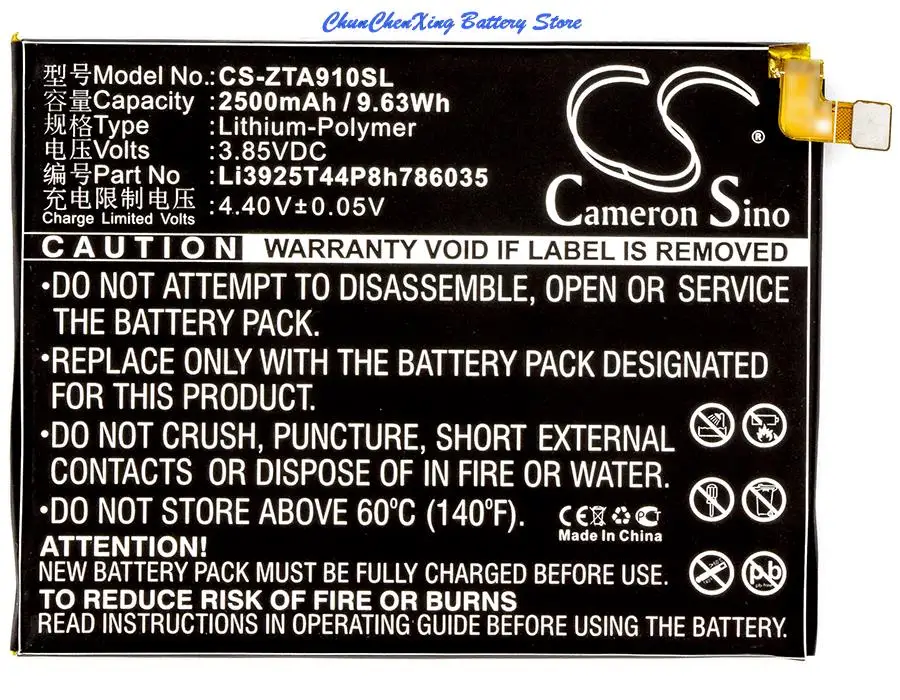 ChunChenXing Battery Store
型号Model No.:CS-ZTA910SL
容量Capacity :2500mAh / 9.63Wh
规格Type :Lithium-Polymer
电压Volts :3.85VDC
编号Part No :Li3925T44P8h786035
充电限制电压 :4.40V±0.05V
Charge Limited Volts
CS
®
Cameron Sino
CAUTION WARRANTY VOID IF LABEL IS REMOVED
•DO NOT ATTEMPT TO DISASSEMBLE, OPEN OR SERVICE
THE BATTERY PACK.
•REPLACE ONLY WITH THE BATTERY PACK DESIGNATED
FOR THIS PRODUCT.
•DO NOT CRUSH, PUNCTURE, SHORT EXTERNAL
CONTACTS OR DISPOSE OF IN FIRE OR WATER.
•DO NOT STORE ABOVE 60°C (140°F).
CE PCT
Made In China
ATTENTION!
NEW BATTERY PACK MUST BE FULLY CHARGED BEFORE USE.
TO REDUCE RISK OF FIRE OR BURNS
READ INSTRUCTIONS IN OPERATING GUIDE BEFORE USING THE BATTERY.
pb